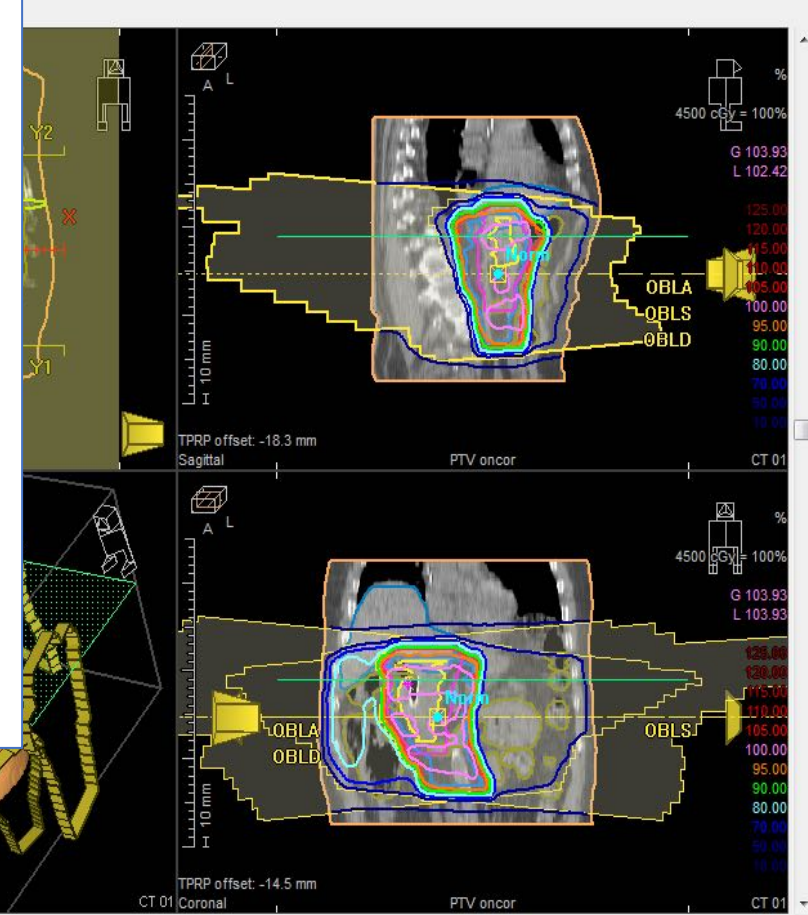 Y2
X
Y1
CT 01
A
L
%
4500 cGy = 100%
G 103.93
L 102.42
125.00
120.00
115.00
110.00
105.00
100.00
95.00
90.00
80.00
70.00
Norm
OBLA
OBLS
OBLD
10 mm
TPRP offset: -18.3 mm
Sagittal
PTV oncor
CT 01
A
L
%
4500 cGy = 100%
G 103.93
L 103.93
125.00
120.00
115.00
110.00
105.00
100.00
95.00
90.00
80.00
70.00
Norm
OBLA
OBLD
OBLS
10 mm
TPRP offset: -14.5 mm
Coronal
PTV oncor
CT 01